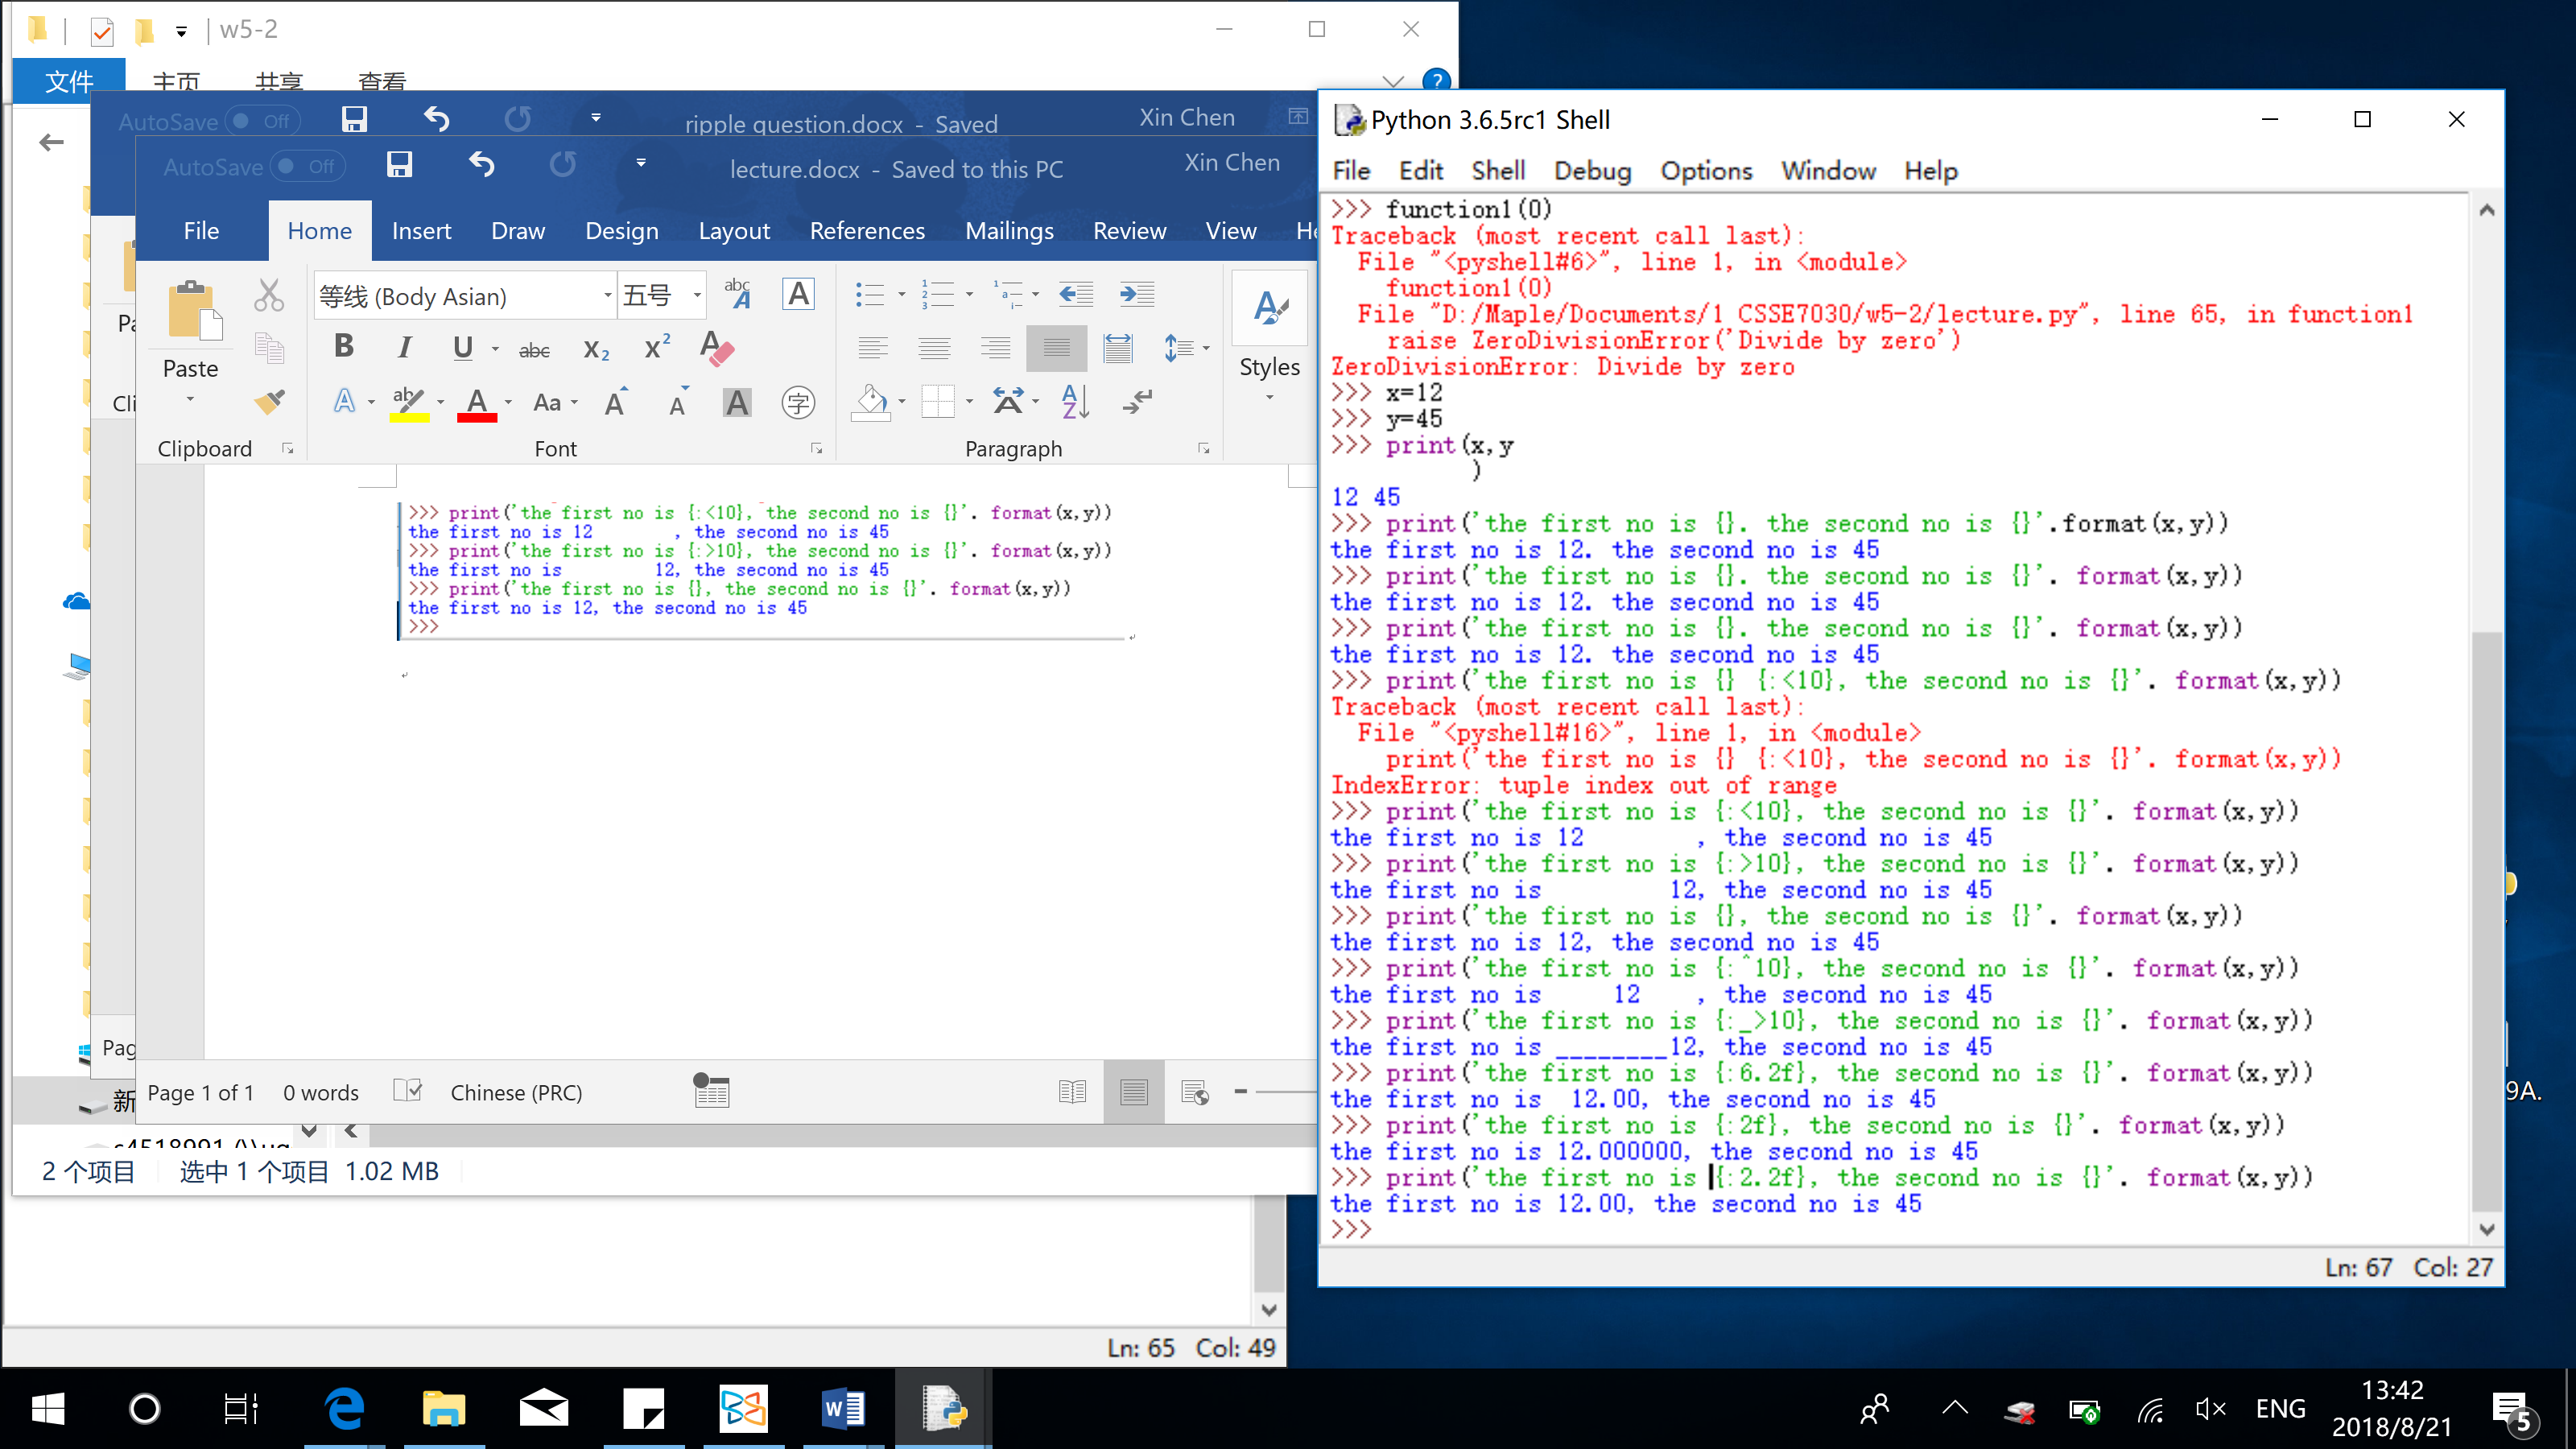 w5-2
文件 主页 共享 查看
AutoSave Off ripple question.docx - Saved Xin Chen
AutoSave Off lecture.docx - Saved to this PC Xin Chen
File Home Insert Draw Design Layout References Mailings Review View
等线 (Body Asian) 五号
Paste
Styles
Clipboard Font Paragraph
>>> print('the first no is {:<10}, the second no is {}'. format(x,y))
the first no is 12        , the second no is 45
>>> print('the first no is {:>10}, the second no is {}'. format(x,y))
the first no is         12, the second no is 45
>>> print('the first no is {}, the second no is {}'. format(x,y))
the first no is 12, the second no is 45
>>>
Page 1 of 1 0 words Chinese (PRC)
新
2 个项目 选中 1 个项目 1.02 MB
Ln: 65 Col: 49
Python 3.6.5rc1 Shell
File Edit Shell Debug Options Window Help
>>> function1(0)
Traceback (most recent call last):
  File "<pyshell#6>", line 1, in <module>
    function1(0)
  File "D:/Maple/Documents/1 CSSE7030/w5-2/lecture.py", line 65, in function1
    raise ZeroDivisionError('Divide by zero')
ZeroDivisionError: Divide by zero
>>> x=12
>>> y=45
>>> print(x,y
          )
12 45
>>> print('the first no is {}. the second no is {}'.format(x,y))
the first no is 12. the second no is 45
>>> print('the first no is {}. the second no is {}'. format(x,y))
the first no is 12. the second no is 45
>>> print('the first no is {}. the second no is {}'. format(x,y))
the first no is 12. the second no is 45
>>> print('the first no is {} {:<10}, the second no is {}'. format(x,y))
Traceback (most recent call last):
  File "<pyshell#16>", line 1, in <module>
    print('the first no is {} {:<10}, the second no is {}'. format(x,y))
IndexError: tuple index out of range
>>> print('the first no is {:<10}, the second no is {}'. format(x,y))
the first no is 12        , the second no is 45
>>> print('the first no is {:>10}, the second no is {}'. format(x,y))
the first no is         12, the second no is 45
>>> print('the first no is {}, the second no is {}'. format(x,y))
the first no is 12, the second no is 45
>>> print('the first no is {:^10}, the second no is {}'. format(x,y))
the first no is     12    , the second no is 45
>>> print('the first no is {:_>10}, the second no is {}'. format(x,y))
the first no is ________12, the second no is 45
>>> print('the first no is {:6.2f}, the second no is {}'. format(x,y))
the first no is  12.00, the second no is 45
>>> print('the first no is {:2f}, the second no is {}'. format(x,y))
the first no is 12.000000, the second no is 45
>>> print('the first no is {:2.2f}, the second no is {}'. format(x,y))
the first no is 12.00, the second no is 45
>>>
Ln: 67 Col: 27
9A.
ENG
13:42
2018/8/21
5